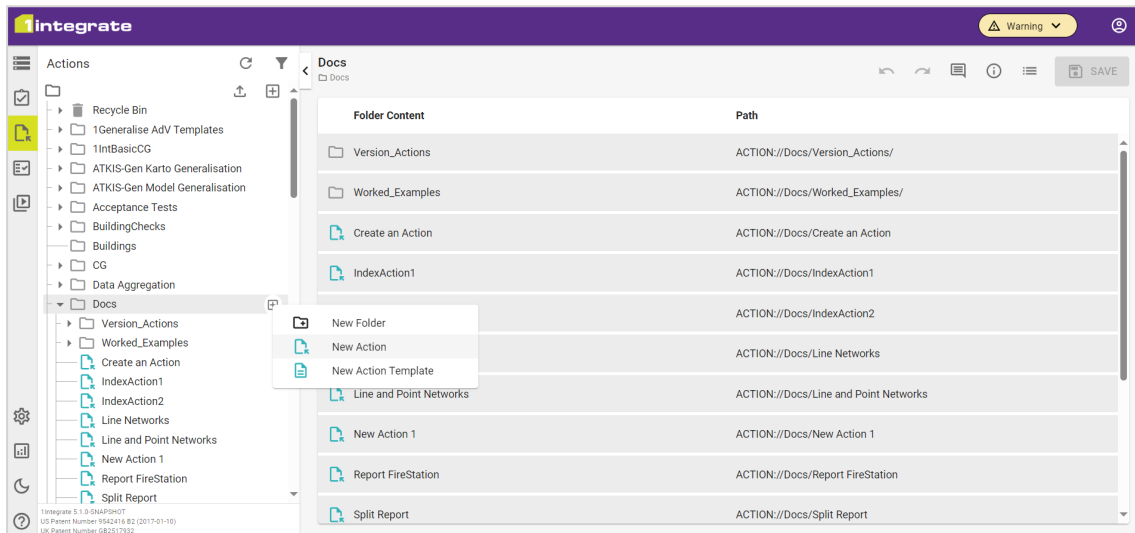 1integrate
Warning
Actions
Recycle Bin
1Generalise AdV Templates
1IntBasicCG
ATKIS-Gen Karto Generalisation
ATKIS-Gen Model Generalisation
Acceptance Tests
BuildingChecks
Buildings
CG
Data Aggregation
Docs
Version_Actions
Worked_Examples
Create an Action
IndexAction1
IndexAction2
Line Networks
Line and Point Networks
New Action 1
Report FireStation
Split Report
1Integrate 5.1.0-SNAPSHOT
US Patent Number 9542416 B2 (2017-01-10)
UK Patent Number GB2517932
New Folder
New Action
New Action Template
Docs
Docs
SAVE
Folder Content Path
Version_Actions ACTION://Docs/Version_Actions/
Worked_Examples ACTION://Docs/Worked_Examples/
Create an Action ACTION://Docs/Create an Action
IndexAction1 ACTION://Docs/IndexAction1
ACTION://Docs/IndexAction2
ACTION://Docs/Line Networks
Line and Point Networks ACTION://Docs/Line and Point Networks
New Action 1 ACTION://Docs/New Action 1
Report FireStation ACTION://Docs/Report FireStation
Split Report ACTION://Docs/Split Report